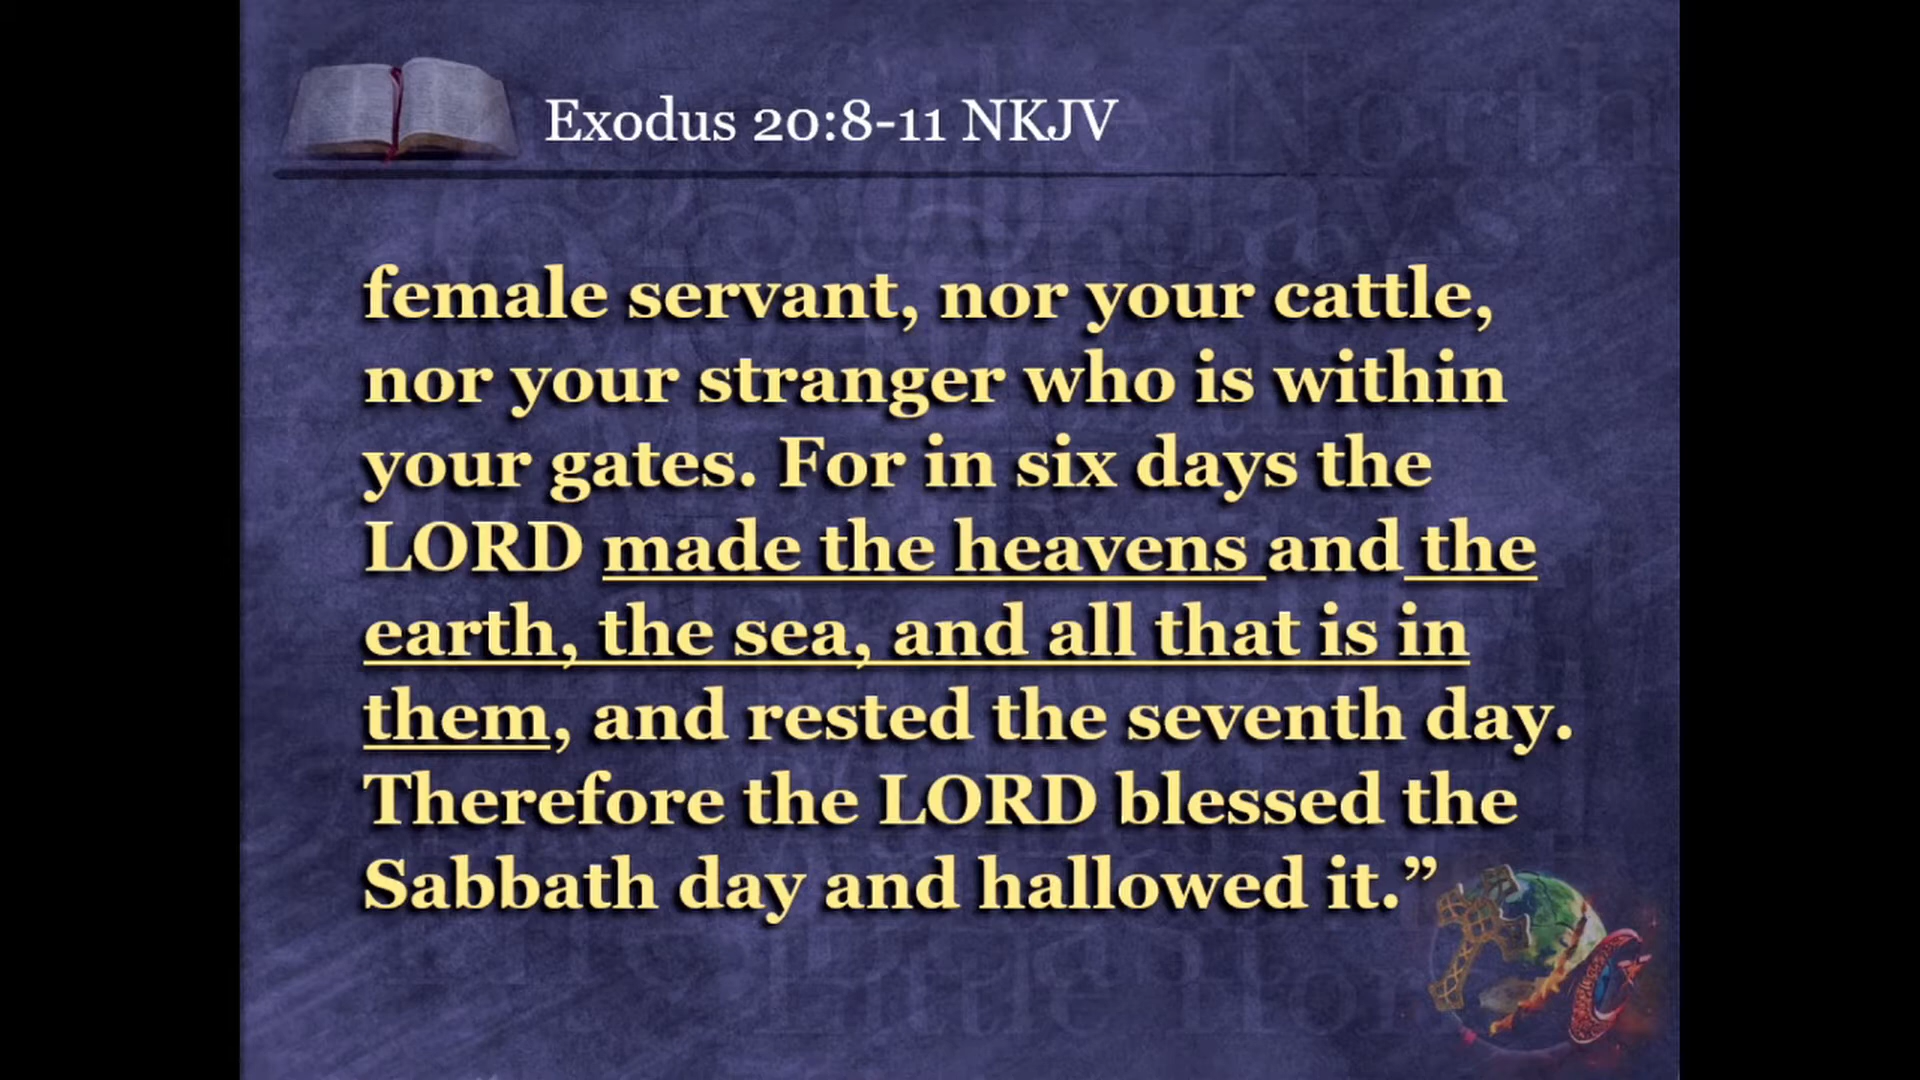 Exodus 20:8-11 NKJV
female servant, nor your cattle,
nor your stranger who is within
your gates. For in six days the
LORD made the heavens and the
earth, the sea, and all that is in
them, and rested the seventh day.
Therefore the LORD blessed the
Sabbath day and hallowed it.”